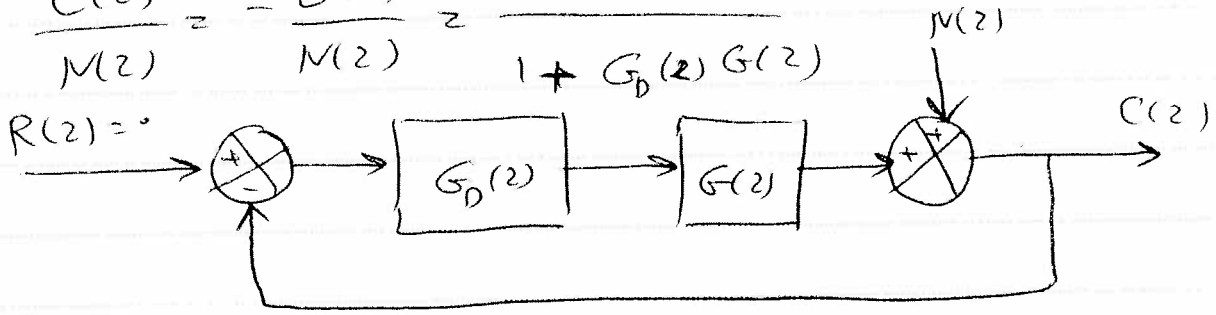 N(z) = - N(z) = 1 + G_D(z) G(z)
N(z)
R(z) = 0
C(z)
G_D(z)
G(z)
+
-
+
+